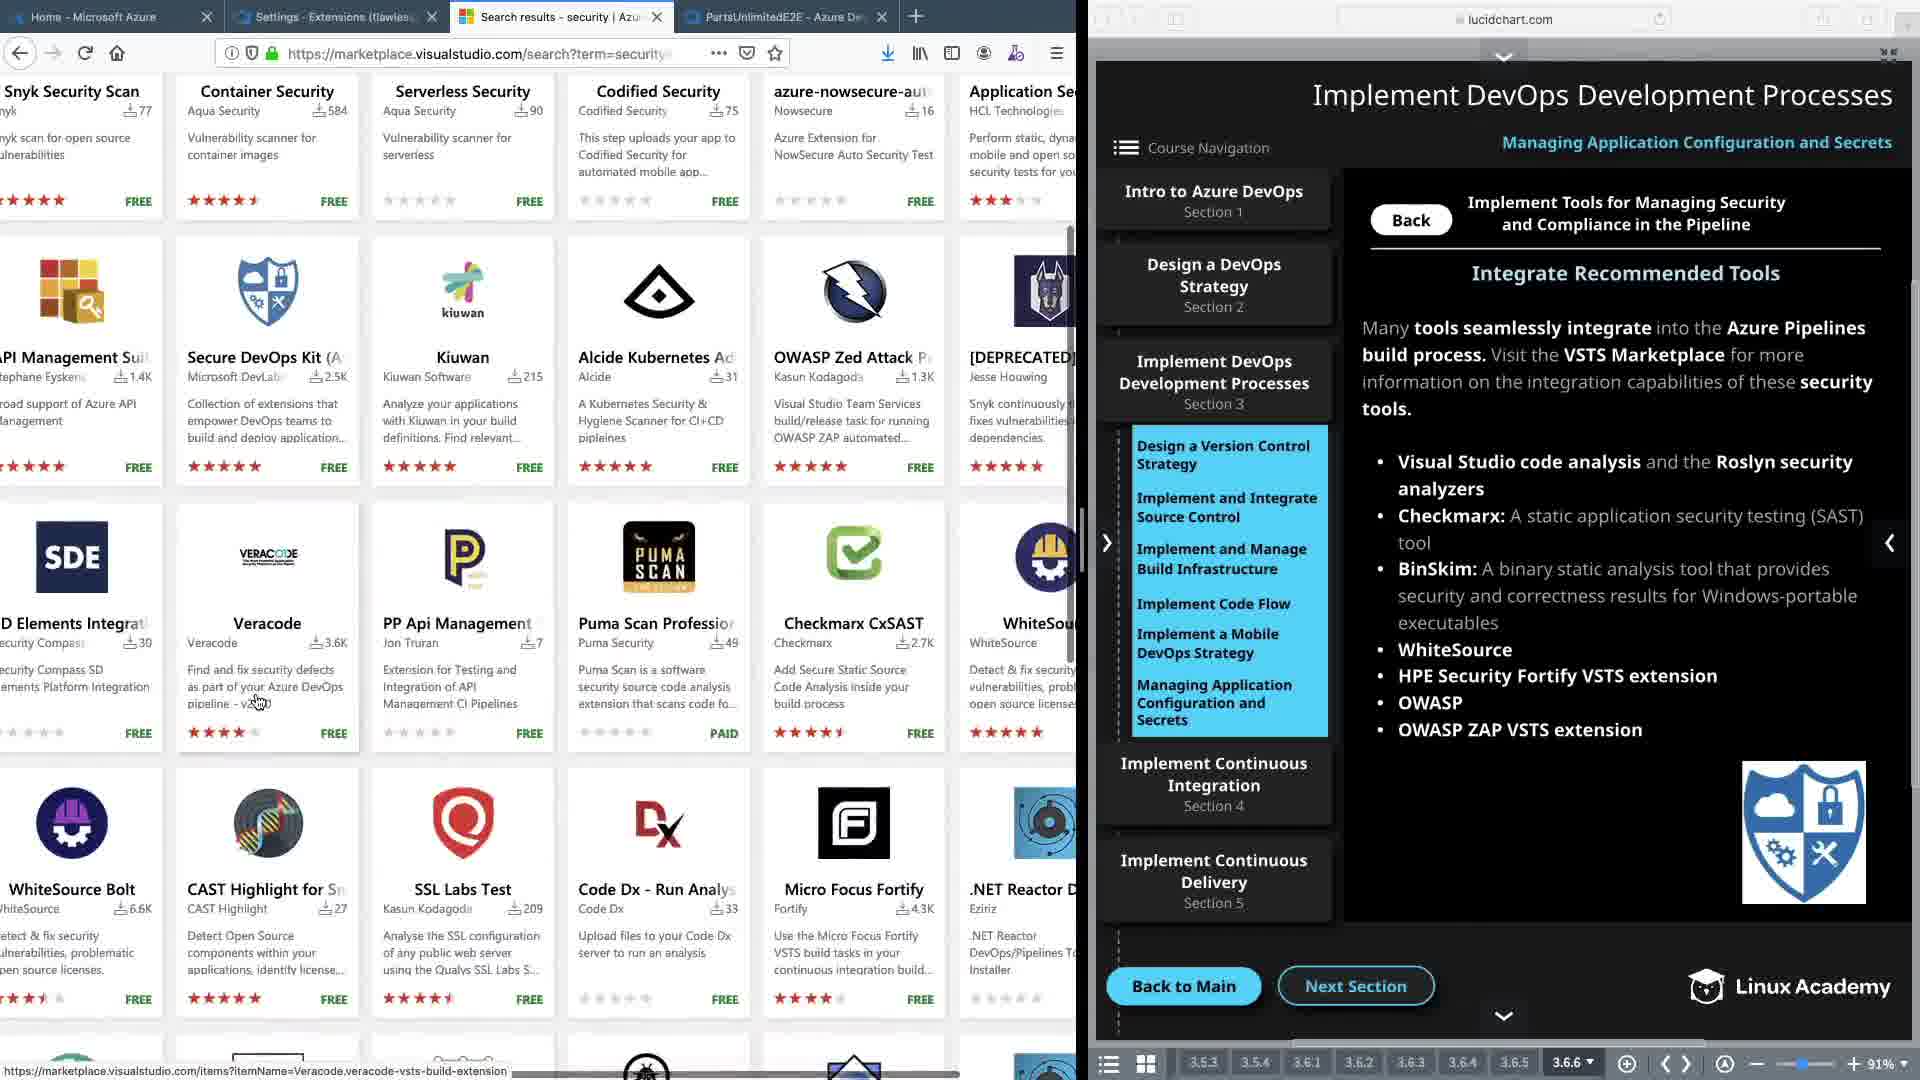 Home - Microsoft Azure
Settings - Extensions (tlawles
Search results - security | Azu
PartsUnlimitedE2E - Azure De
https://marketplace.visualstudio.com/search?term=security
Snyk Security Scan
77
nyk scan for open source
ulnerabilities
FREE
Container Security
Aqua Security
584
Vulnerability scanner for
container images
FREE
Serverless Security
Aqua Security
90
Vulnerability scanner for
serverless
FREE
Codified Security
Codified Security
75
This step uploads your app to
Codified Security for
automated mobile app...
FREE
azure-nowsecure-aut
Nowsecure
16
Azure Extension for
NowSecure Auto Security Test
FREE
Application Se
HCL Technologies
Perform static, dyna
mobile and open so
security tests for you
API Management Sui
tephane Eysken
1.4K
road support of Azure API
anagement
FREE
Secure DevOps Kit (A
Microsoft DevLab
2.5K
Collection of extensions that
empower DevOps teams to
build and deploy application...
FREE
kiuwan
Kiuwan
Kiuwan Software
215
Analyze your applications
with Kiuwan in your build
definitions. Find relevant...
FREE
Alcide Kubernetes Ad
Alcide
31
A Kubernetes Security &
Hygiene Scanner for CI+CD
pipleines
FREE
OWASP Zed Attack P
Kasun Kodagoda
1.3K
Visual Studio Team Services
build/release task for running
OWASP ZAP automated...
FREE
[DEPRECATED]
Jesse Houwing
Snyk continuously
fixes vulnerabilities
dependencies.
SDE
D Elements Integrat
ecurity Compass
30
ecurity Compass SD
ements Platform Integration
FREE
VERACODE
Veracode
Veracode
3.6K
Find and fix security defects
as part of your Azure DevOps
pipeline -
FREE
PP Api Management
Jon Truran
7
Extension for Testing and
Integration of API
Management CI Pipelines
FREE
PUMA
SCAN
Puma Scan Profession
Puma Security
49
Puma Scan is a software
security source code analysis
extension that scans code fo...
PAID
Checkmarx CxSAST
Checkmarx
2.7K
Add Secure Static Source
Code Analysis inside your
build process
FREE
WhiteSou
WhiteSource
Detect & fix security
vulnerabilities, probl
open source licenses
WhiteSource Bolt
WhiteSource
6.6K
etect & fix security
ulnerabilities, problematic
pen source licenses.
FREE
CAST Highlight for Sn
CAST Highlight
27
Detect Open Source
components within your
applications, identify license...
FREE
SSL Labs Test
Kasun Kodagoda
209
Analyse the SSL configuration
of any public web server
using the Qualys SSL Labs S...
FREE
Dx
Code Dx - Run Analys
Code Dx
33
Upload files to your Code Dx
server to run an analysis
FREE
Micro Focus Fortify
Fortify
4.3K
Use the Micro Focus Fortify
VSTS build tasks in your
continuous integration build...
FREE
.NET Reactor D
Eziriz
.NET Reactor
DevOps/Pipelines To
Installer
https://marketplace.visualstudio.com/items?itemName=Veracode.veracode-vsts-build-extension
lucidchart.com
Implement DevOps Development Processes
Course Navigation
Managing Application Configuration and Secrets
Intro to Azure DevOps
Section 1
Design a DevOps
Strategy
Section 2
Implement DevOps
Development Processes
Section 3
Design a Version Control
Strategy
Implement and Integrate
Source Control
Implement and Manage
Build Infrastructure
Implement Code Flow
Implement a Mobile
DevOps Strategy
Managing Application
Configuration and
Secrets
Implement Continuous
Integration
Section 4
Implement Continuous
Delivery
Section 5
Back
Implement Tools for Managing Security
and Compliance in the Pipeline
Integrate Recommended Tools
Many tools seamlessly integrate into the Azure Pipelines
build process. Visit the VSTS Marketplace for more
information on the integration capabilities of these security
tools.
• Visual Studio code analysis and the Roslyn security
analyzers
• Checkmarx: A static application security testing (SAST)
tool
• BinSkim: A binary static analysis tool that provides
security and correctness results for Windows-portable
executables
• WhiteSource
• HPE Security Fortify VSTS extension
• OWASP
• OWASP ZAP VSTS extension
Back to Main
Next Section
Linux Academy
3.5.3
3.5.4
3.6.1
3.6.2
3.6.3
3.6.4
3.6.5
3.6.6
91%